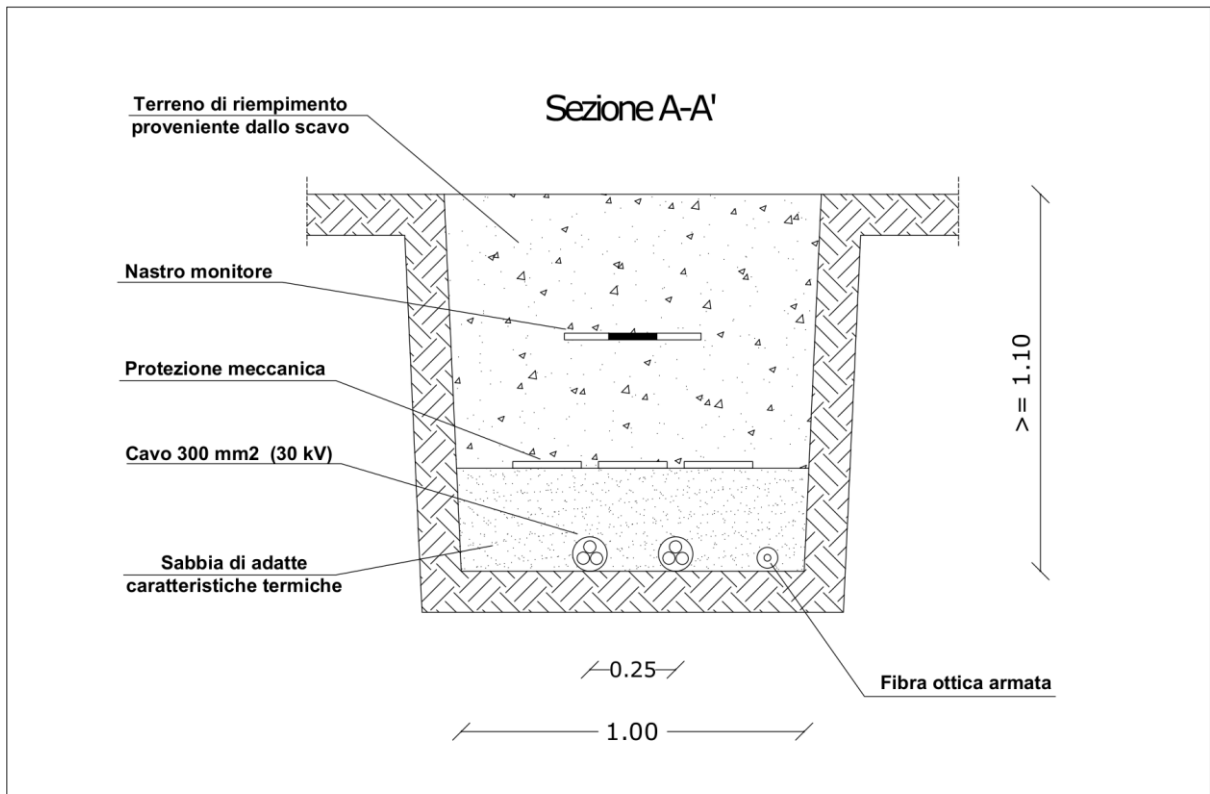 Sezione A-A'
Terreno di riempimento
proveniente dallo scavo
Nastro monitore
Protezione meccanica
Cavo 300 mm2 (30 kV)
Sabbia di adatte
caratteristiche termiche
>= 1.10
0.25
Fibra ottica armata
1.00